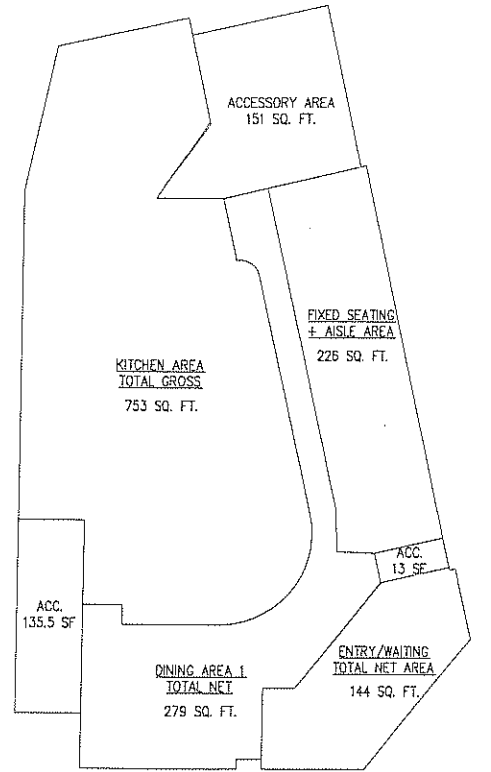 ACCESSORY AREA
151 SQ. FT.
FIXED SEATING
+ AISLE AREA
226 SQ. FT.
KITCHEN AREA
TOTAL GROSS
753 SQ. FT.
ACC.
13 SF
ACC.
135.5 SF
ENTRY/WAITING
TOTAL NET AREA
144 SQ. FT.
DINING AREA 1
TOTAL NET
279 SQ. FT.